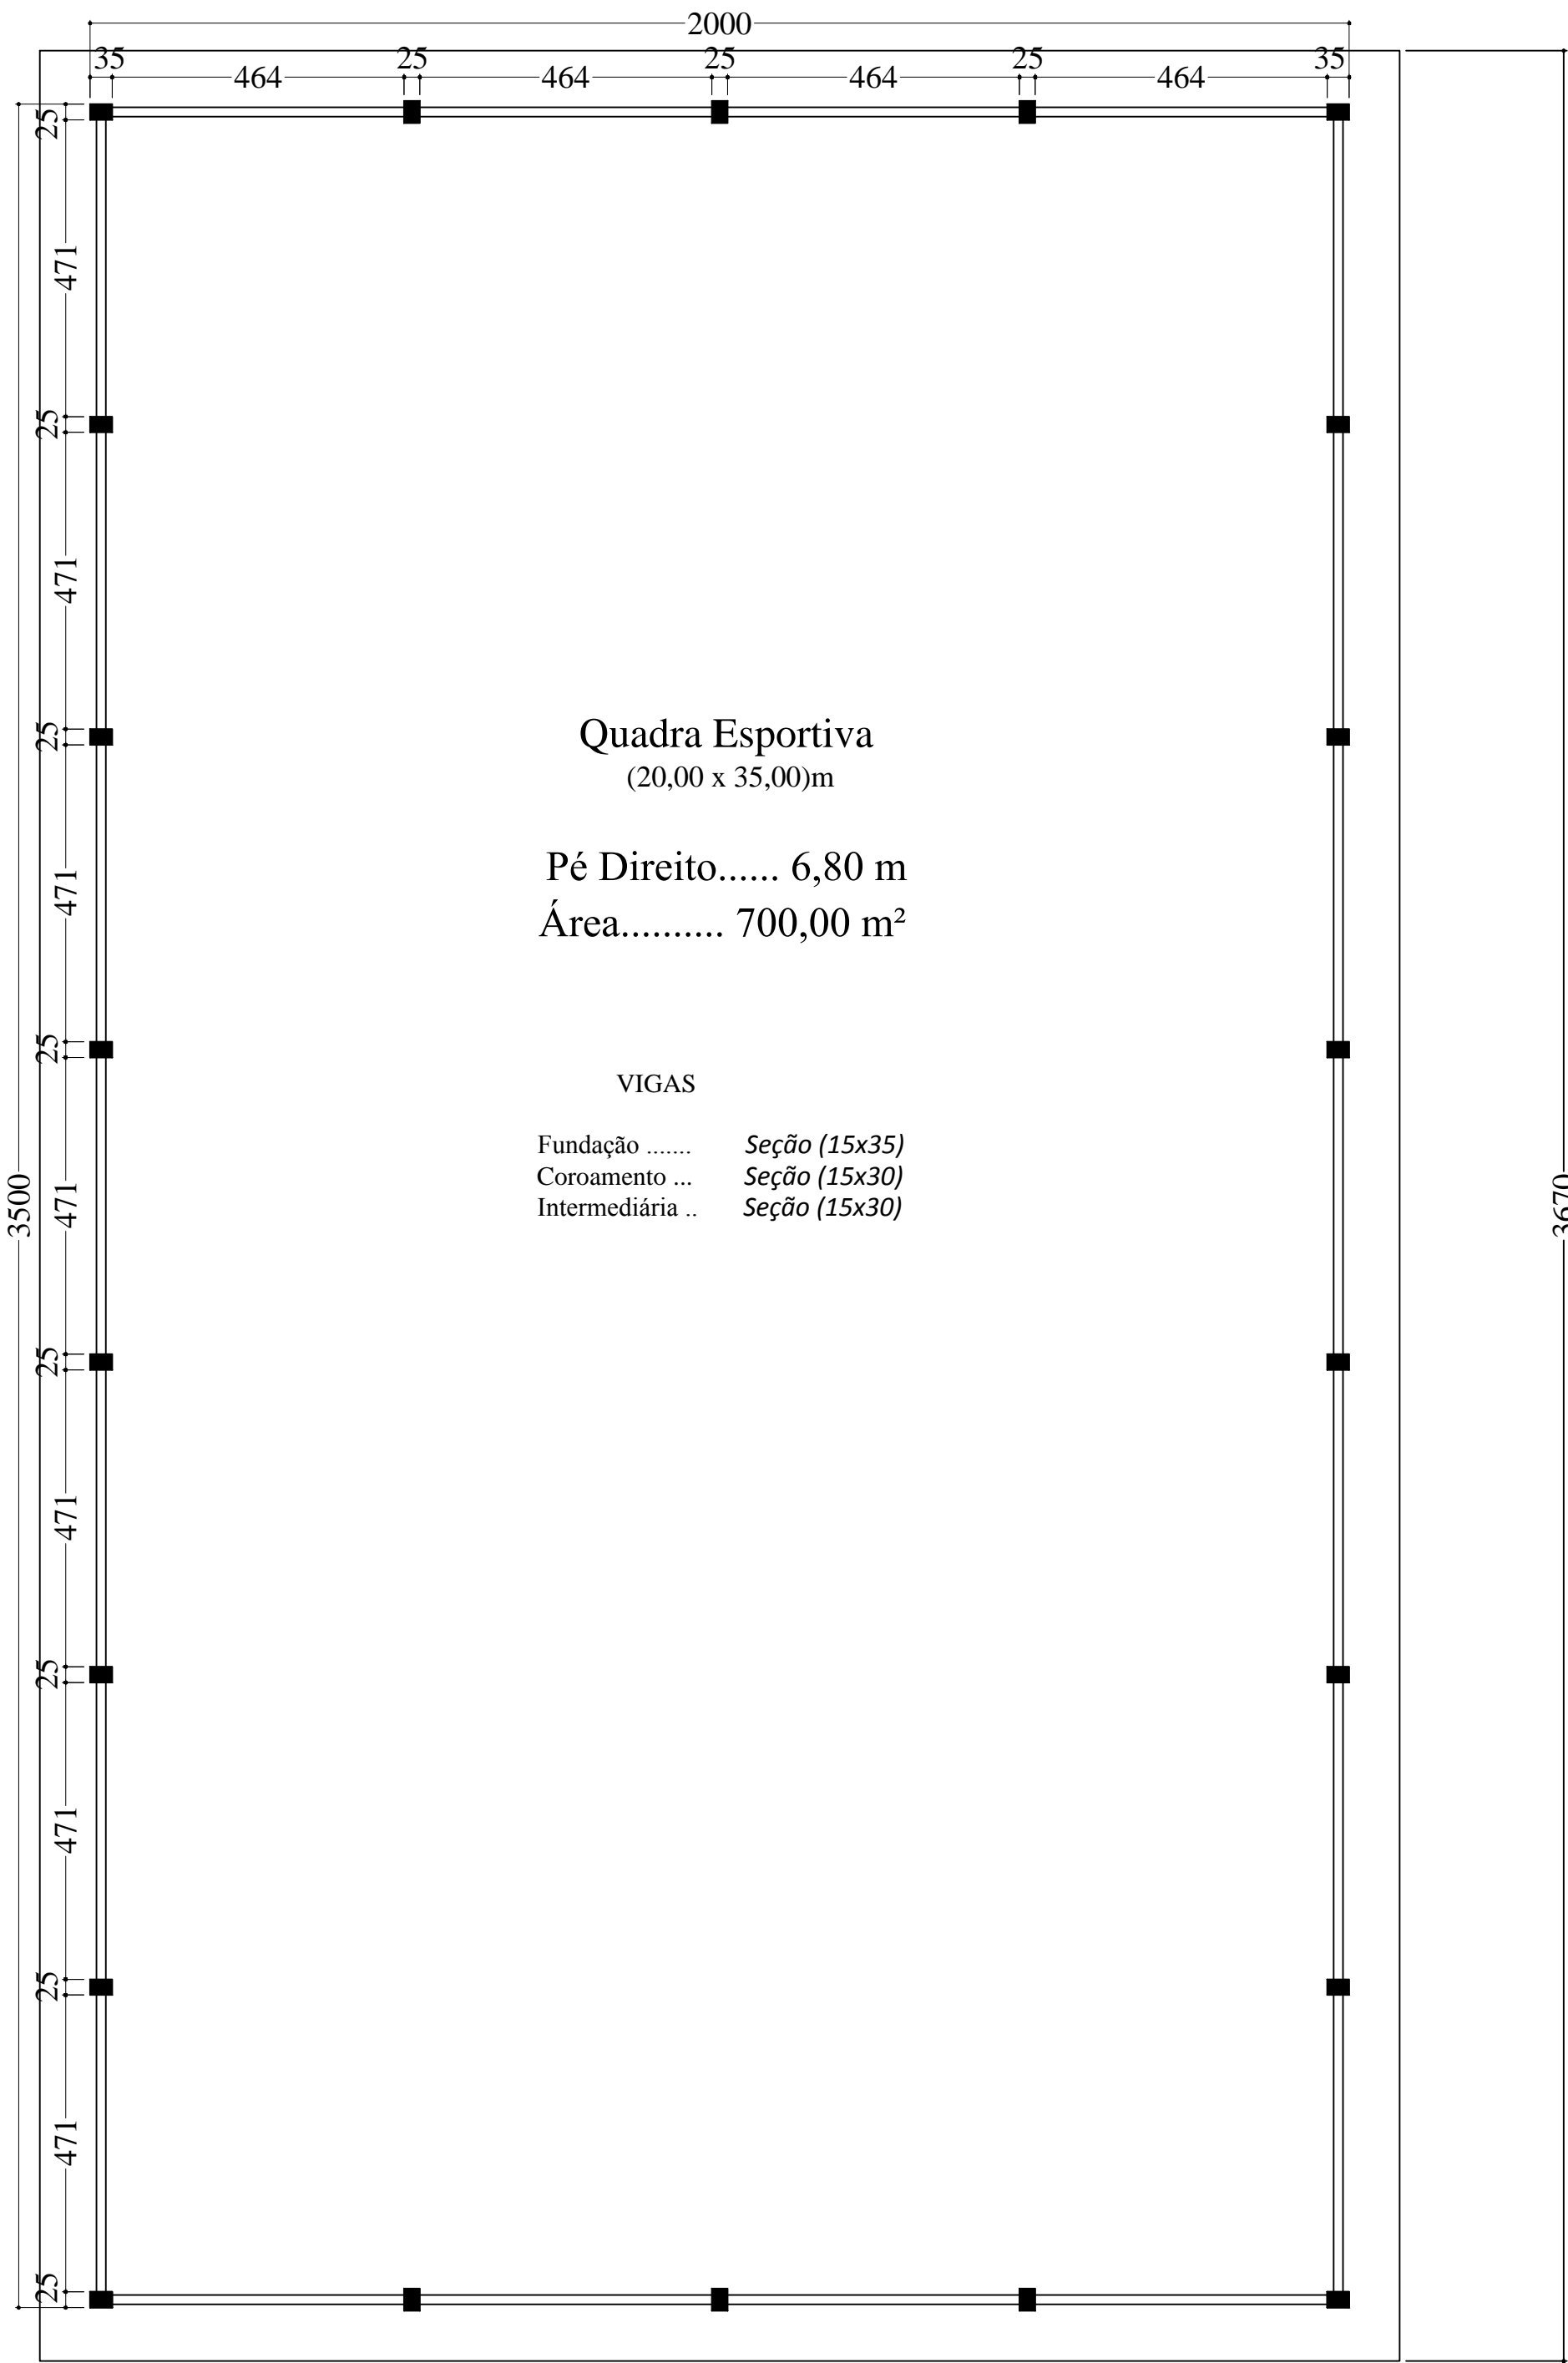 2000
35 25 25 25 35
464 464 464 464
25
471
25
471
25
Quadra Esportiva
(20,00 x 35,00)m
Pé Direito...... 6,80 m
471
Área.......... 700,00 m²
25
VIGAS
Fundação ....... Seção (15x35)
Coroamento ... Seção (15x30)
Intermediária .. Seção (15x30)
3500
471
3670
25
471
25
471
25
471
25